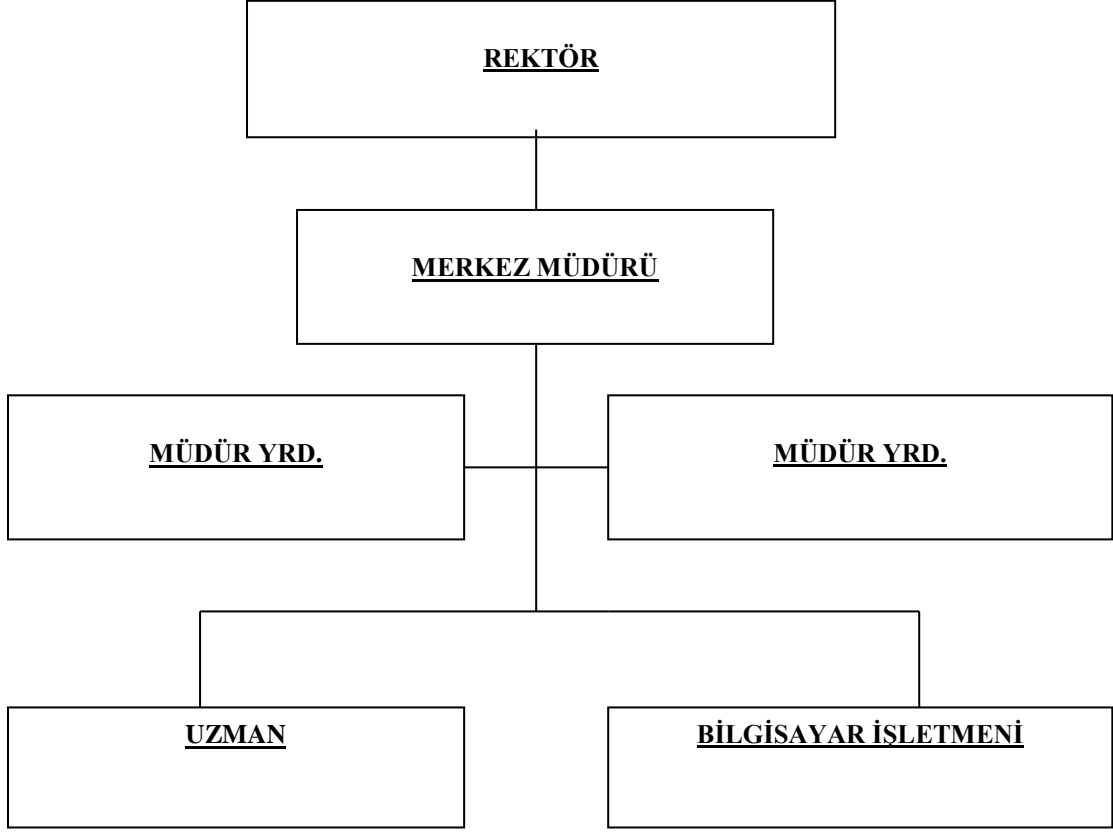 REKTÖR
MERKEZ MÜDÜRÜ
MÜDÜR YRD.
MÜDÜR YRD.
UZMAN
BİLGİSAYAR İŞLETMENİ